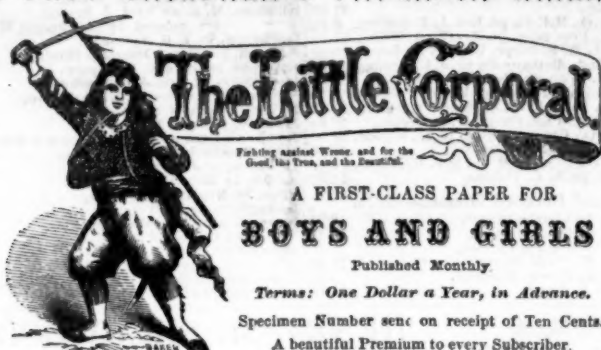 The Little Corporal.
Fighting against Wrong, and for the
Good, the True, and the Beautiful.
A FIRST-CLASS PAPER FOR
BOYS AND GIRLS
Published Monthly
Terms: One Dollar a Year, in Advance.
Specimen Number sent on receipt of Ten Cents.
A beautiful Premium to every Subscriber.
BAKER